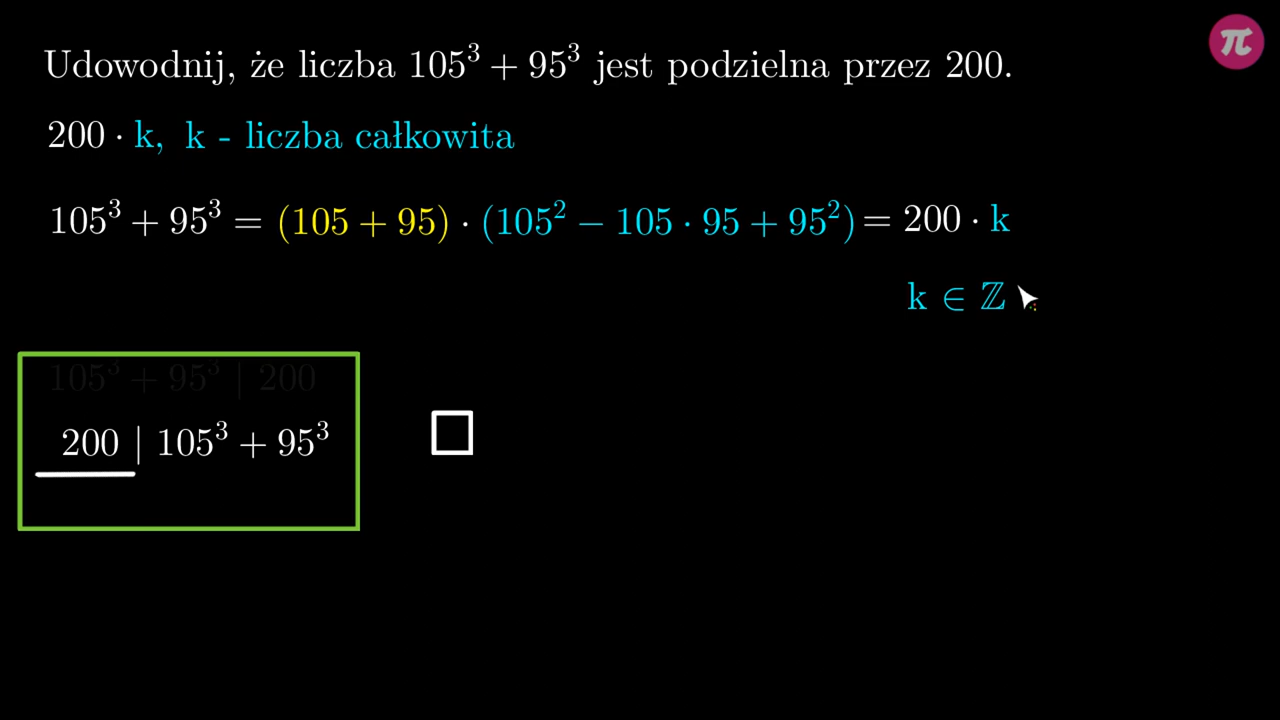 Udowodnij, że liczba 105³ + 95³ jest podzielna przez 200.
200 · k, k - liczba całkowita
105³ + 95³ = (105 + 95) · (105² − 105 · 95 + 95²) = 200 · k
k ∈ ℤ
105³ + 95³ | 200
200 | 105³ + 95³
π